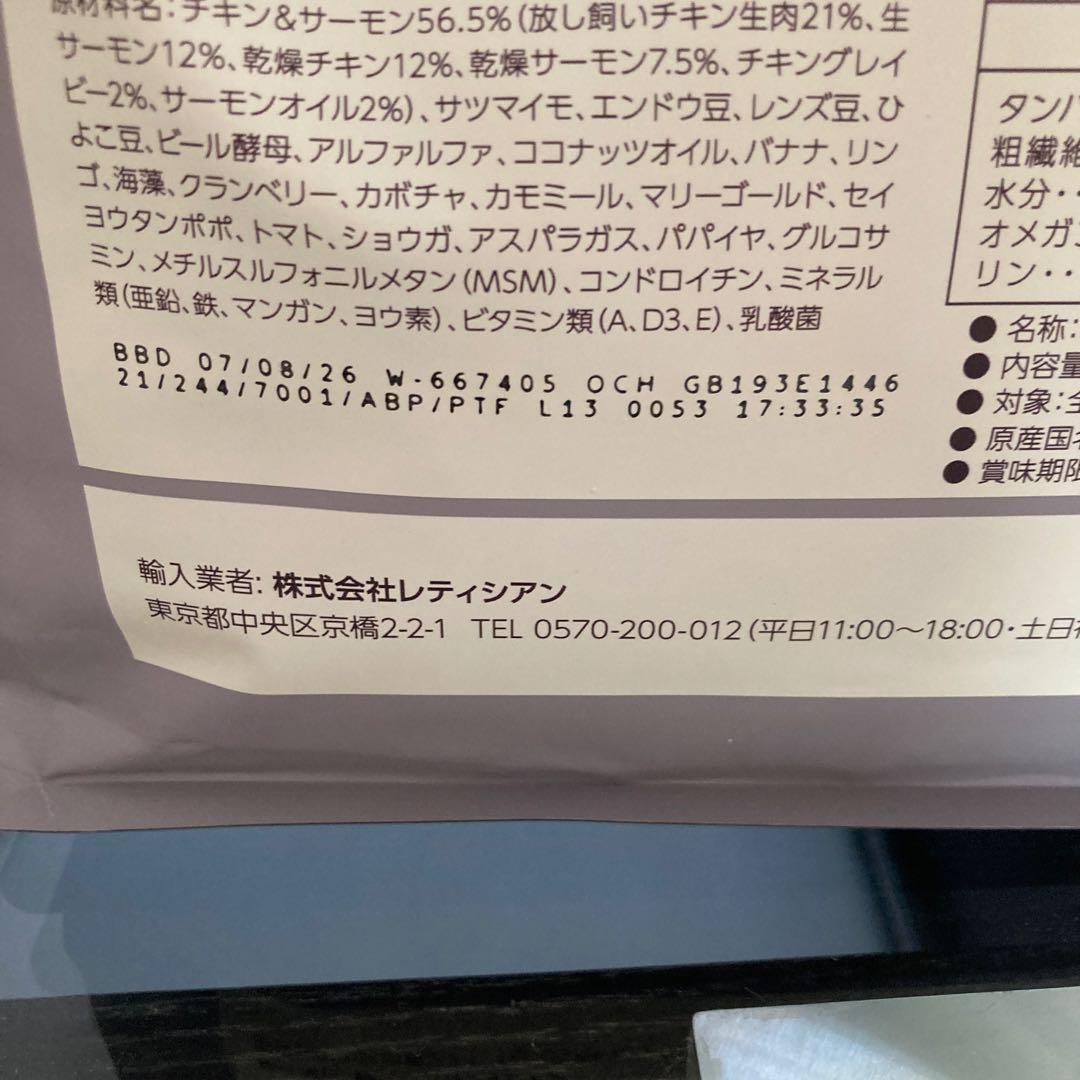 原材料名：チキン＆サーモン56.5%（放し飼いチキン生肉21%、生
サーモン12%、乾燥チキン12%、乾燥サーモン7.5%、チキングレイ
ビー2%、サーモンオイル2%）、サツマイモ、エンドウ豆、レンズ豆、ひ
よこ豆、ビール酵母、アルファルファ、ココナッツオイル、バナナ、リン
ゴ、海藻、クランベリー、カボチャ、カモミール、マリーゴールド、セイ
ヨウタンポポ、トマト、ショウガ、アスパラガス、パパイヤ、グルコサ
ミン、メチルスルフォニルメタン（MSM）、コンドロイチン、ミネラル
類（亜鉛、鉄、マンガン、ヨウ素）、ビタミン類（A、D3、E）、乳酸菌
BBD 07/08/26 W-667405 OCH GB193E1446
21/244/7001/ABP/PTF L13 0053 17:33:35
タンパ
粗繊維
水分・・
オメガ
リン・・
● 名称：
● 内容量
● 対象：全
● 原産国名
● 賞味期限
輸入業者：株式会社レティシアン
東京都中央区京橋2-2-1 TEL 0570-200-012（平日11:00〜18:00・土日祝